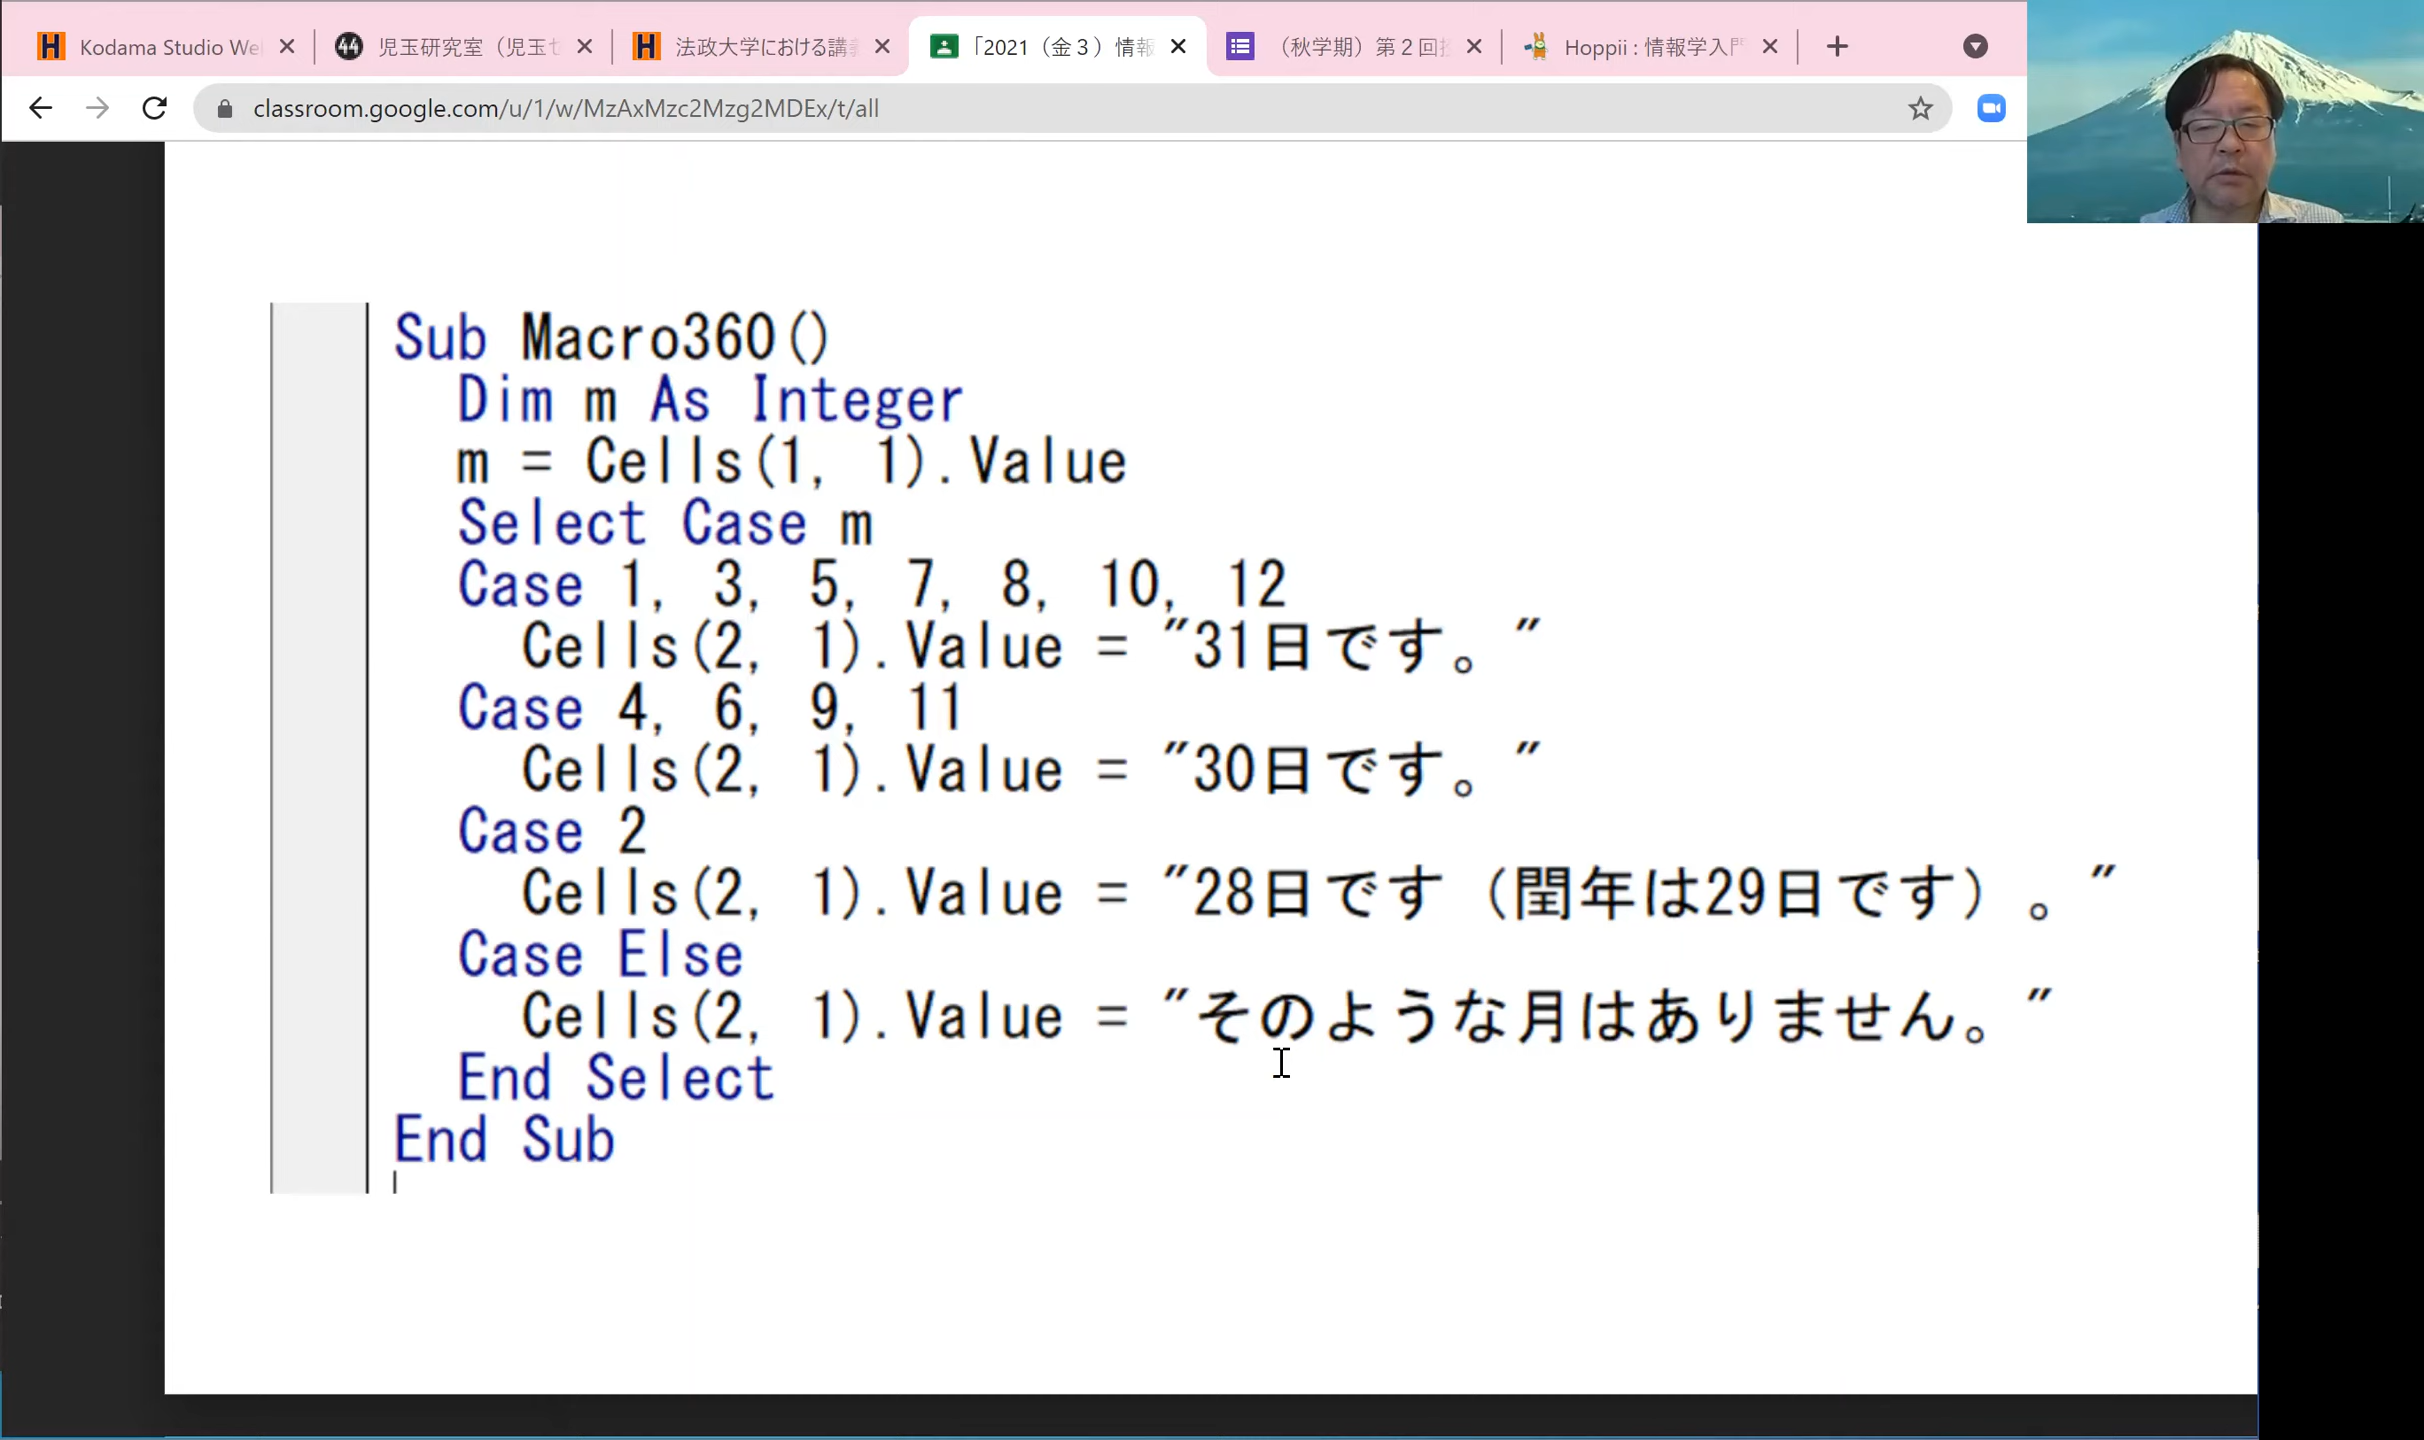 Kodama Studio We
児玉研究室（児玉
法政大学における講
「2021（金３）情報
（秋学期）第２回
Hoppii : 情報学入門
classroom.google.com/u/1/w/MzAxMzc2Mzg2MDEx/t/all
Sub Macro360()
Dim m As Integer
m = Cells(1, 1).Value
Select Case m
Case 1, 3, 5, 7, 8, 10, 12
Cells(2, 1).Value = "31日です。"
Case 4, 6, 9, 11
Cells(2, 1).Value = "30日です。"
Case 2
Cells(2, 1).Value = "28日です（閏年は29日です）。"
Case Else
Cells(2, 1).Value = "そのような月はありません。"
End Select
End Sub